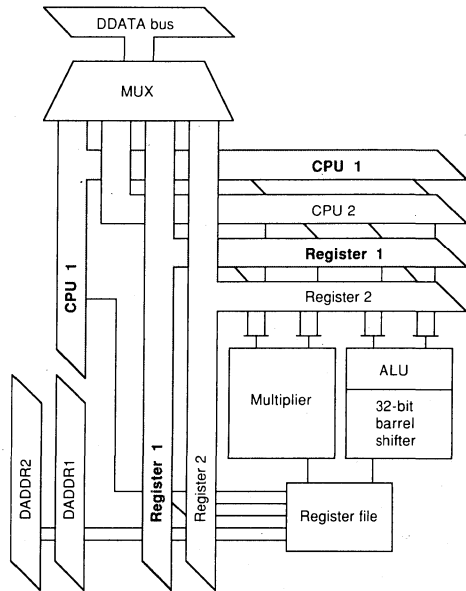 DDATA bus
MUX
CPU 1
CPU 2
Register 1
Register 2
CPU 1
Multiplier
ALU
32-bit
barrel
shifter
DADDR2
DADDR1
Register 1
Register 2
Register file